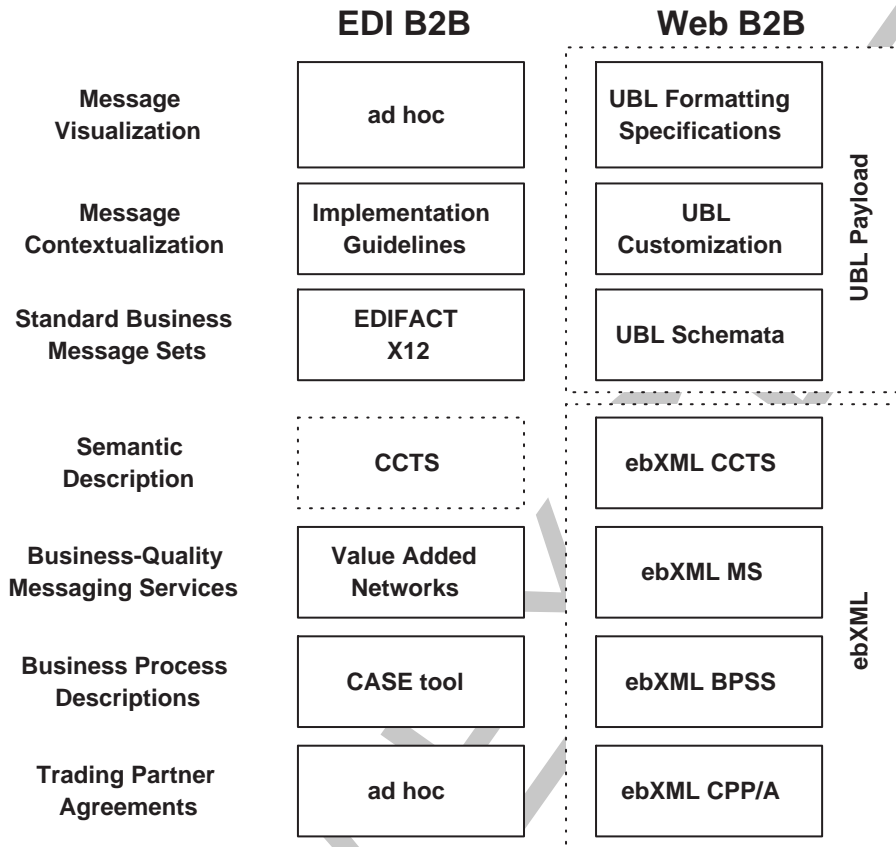 EDI B2B
Web B2B
Message
Visualization
ad hoc
UBL Formatting
Specifications
Message
Contextualization
Implementation
Guidelines
UBL
Customization
Standard Business
Message Sets
EDIFACT
X12
UBL Schemata
UBL Payload
Semantic
Description
CCTS
ebXML CCTS
Business-Quality
Messaging Services
Value Added
Networks
ebXML MS
Business Process
Descriptions
CASE tool
ebXML BPSS
Trading Partner
Agreements
ad hoc
ebXML CPP/A
ebXML